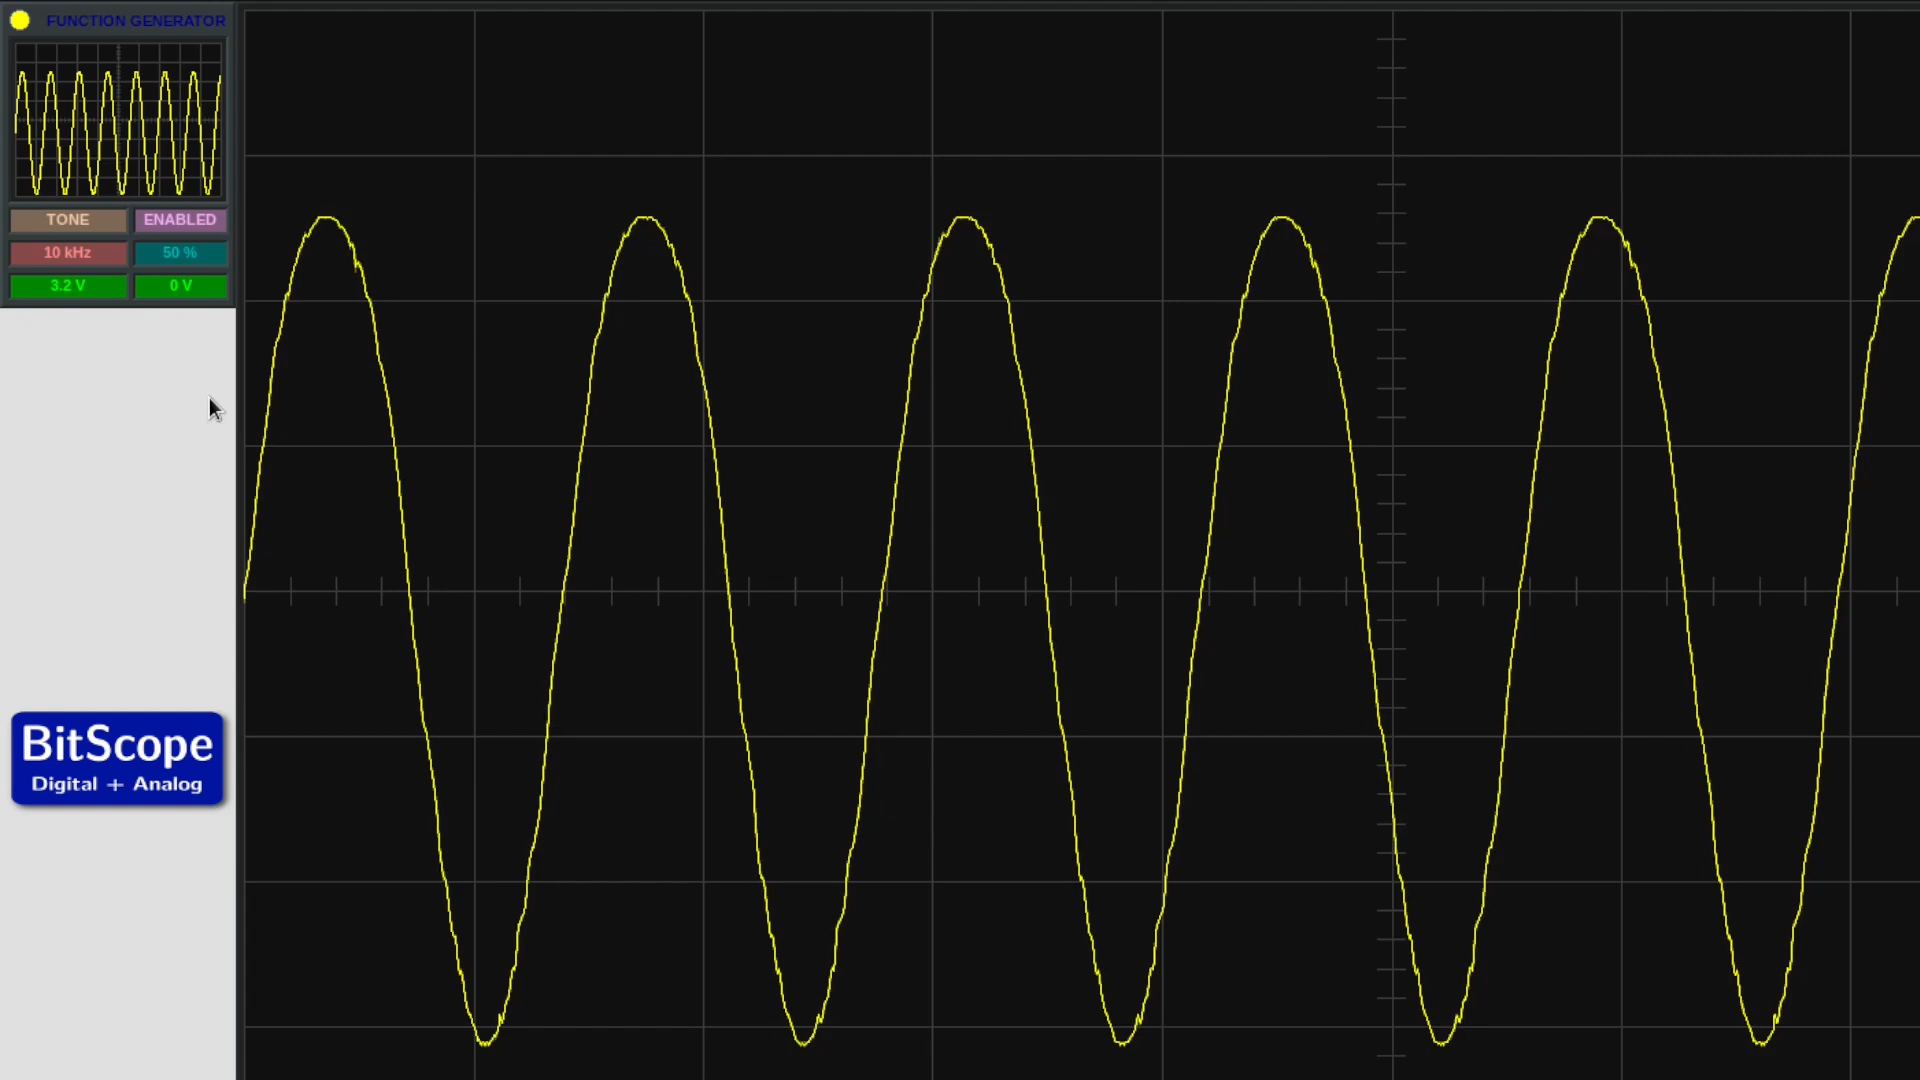 FUNCTION GENERATOR
TONE ENABLED
10 kHz 50 %
3.2 V 0 V
BitScope
Digital + Analog